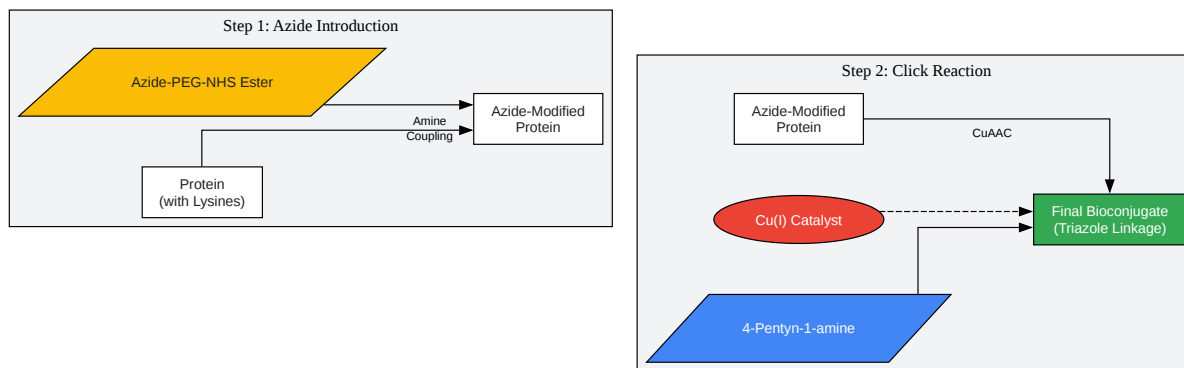 Step 1: Azide Introduction
Azide-PEG-NHS Ester
Azide-Modified
Protein
Amine
Coupling
Protein
(with Lysines)
Step 2: Click Reaction
Azide-Modified
Protein
CuAAC
Cu(I) Catalyst
Final Bioconjugate
(Triazole Linkage)
4-Pentyn-1-amine